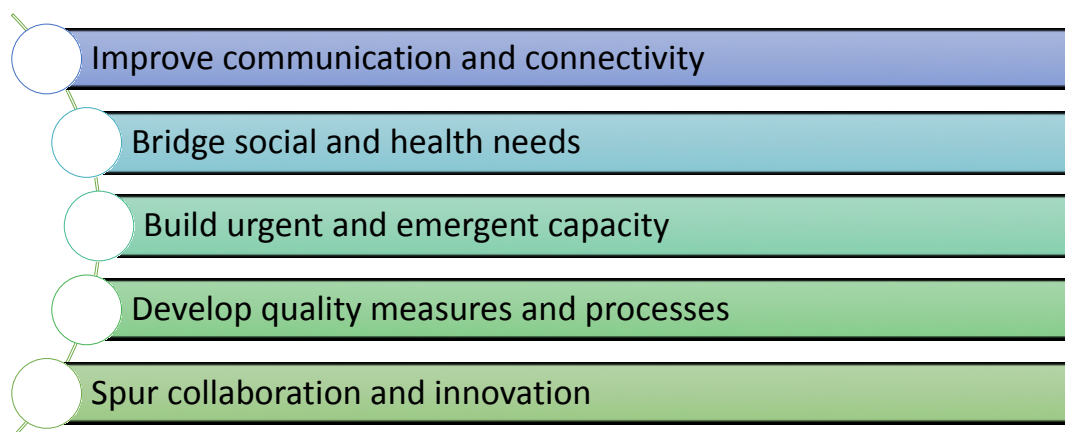 Improve communication and connectivity
Bridge social and health needs
Build urgent and emergent capacity
Develop quality measures and processes
Spur collaboration and innovation